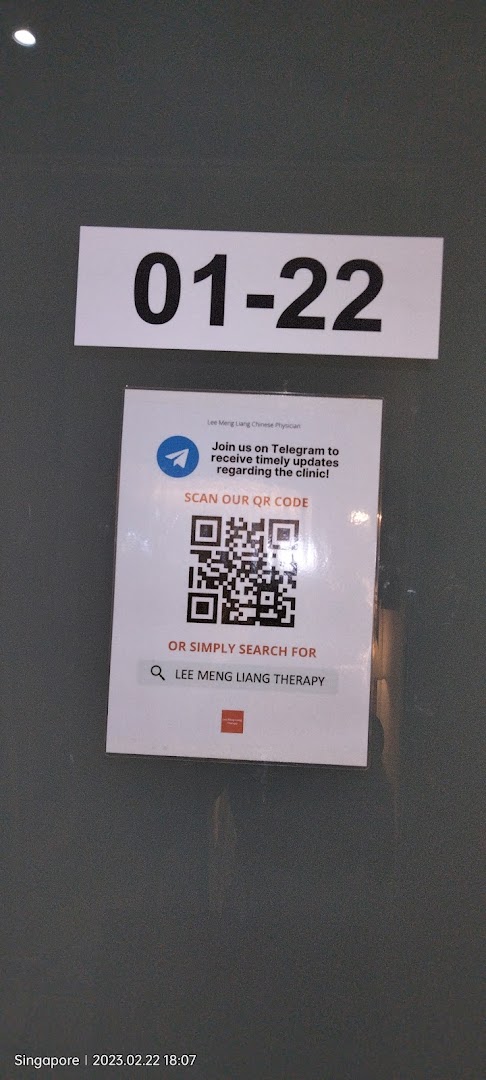 01-22
Lee Meng Liang Chinese Physician
Join us on Telegram to
receive timely updates
regarding the clinic!
SCAN OUR QR CODE
OR SIMPLY SEARCH FOR
LEE MENG LIANG THERAPY
Singapore | 2023.02.22 18:07